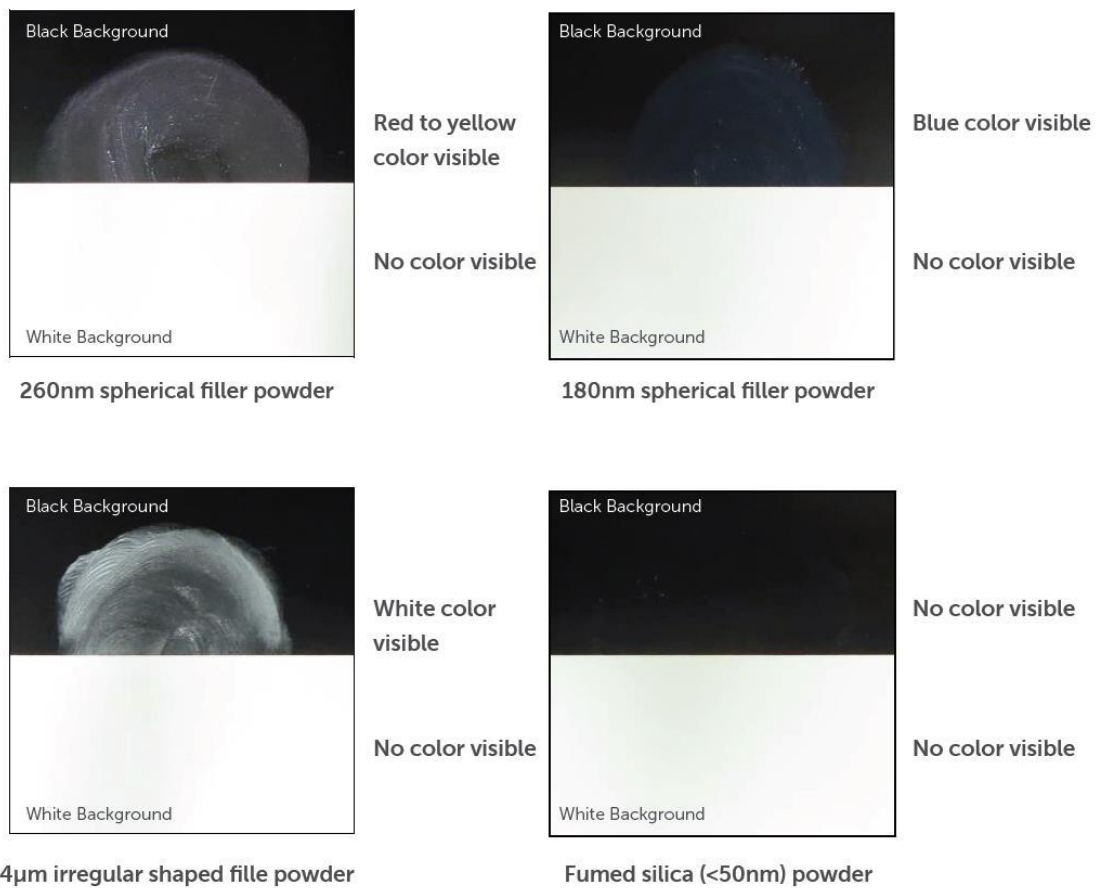 Black Background
Red to yellow
color visible
No color visible
White Background
260nm spherical filler powder
Black Background
Blue color visible
No color visible
White Background
180nm spherical filler powder
Black Background
White color
visible
No color visible
White Background
4µm irregular shaped fille powder
Black Background
No color visible
No color visible
White Background
Fumed silica (<50nm) powder